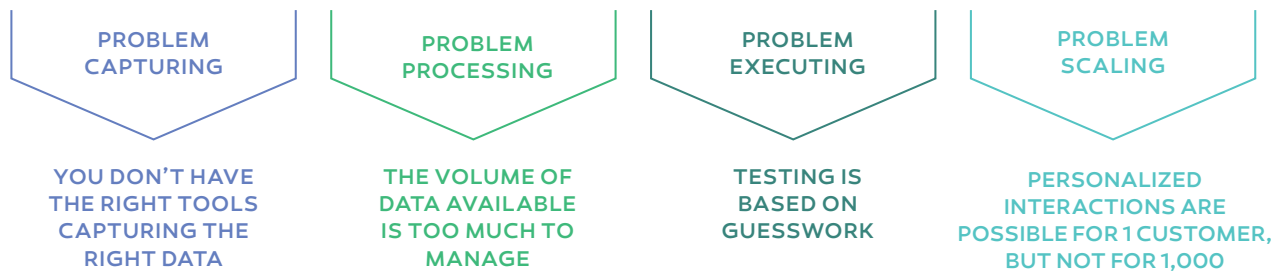 PROBLEM
CAPTURING
YOU DON'T HAVE
THE RIGHT TOOLS
CAPTURING THE
RIGHT DATA
PROBLEM
PROCESSING
THE VOLUME OF
DATA AVAILABLE
IS TOO MUCH TO
MANAGE
PROBLEM
EXECUTING
TESTING IS
BASED ON
GUESSWORK
PROBLEM
SCALING
PERSONALIZED
INTERACTIONS ARE
POSSIBLE FOR 1 CUSTOMER,
BUT NOT FOR 1,000